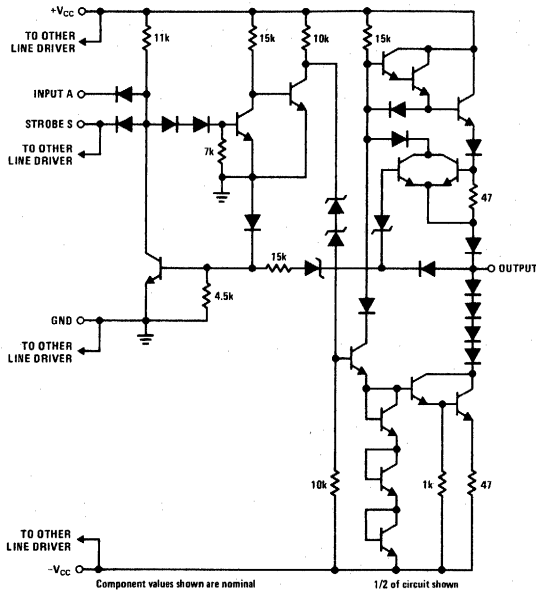 +VCC
TO OTHER
LINE DRIVER
11k
15k
10k
15k
INPUT A
STROBE S
TO OTHER
LINE DRIVER
7k
47
15k
OUTPUT
4.5k
GND
TO OTHER
LINE DRIVER
10k
1k
47
TO OTHER
LINE DRIVER
-VCC
Component values shown are nominal
1/2 of circuit shown